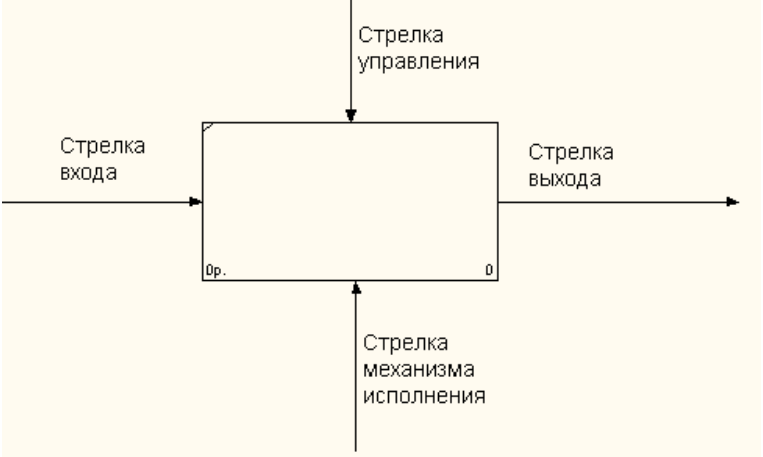 Стрелка
управления
Стрелка
входа
Стрелка
выхода
0р.
0
Стрелка
механизма
исполнения